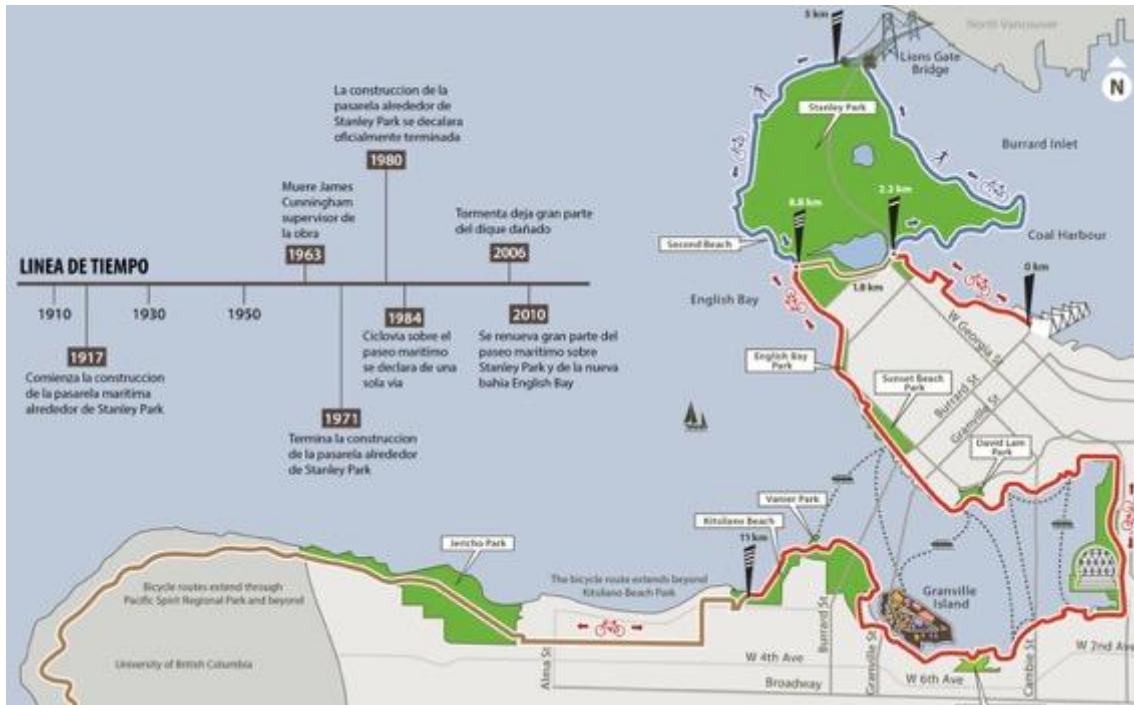 5 km
North Vancouver
Lions Gate
Bridge
N
La construccion de la
pasarela alrededor de
Stanley Park se decalara
oficialmente terminada
1980
Stanley Park
Burrard Inlet
Muere James
Cunningham
supervisor de
la obra
1963
Tormenta deja gran parte
del dique dañado
2006
8.8 km
2.2 km
Second Beach
Coal Harbour
LINEA DE TIEMPO
0 km
1.8 km
English Bay
1910
1930
1950
1917
Comienza la construccion
de la pasarela maritima
alrededor de Stanley Park
1984
Ciclovia sobre el
paseo maritimo
se declara de una
sola via
2010
Se renueva gran parte del
paseo maritimo sobre
Stanley Park y de la nueva
bahia English Bay
1971
Termina la construccion
de la pasarela alrededor
de Stanley Park
W Georgia St
English Bay
Park
Sunset Beach
Park
Burrard St
Granville St
David Lam
Park
Vanier Park
Kitsilano Beach
11 km
Jericho Park
Bicycle routes extend through
Pacific Spirit Regional Park and beyond
The bicycle route extends beyond
Kitsilano Beach Park
Granville
Island
University of British Columbia
Alma St
Burrard St
Granville St
Cambie St
W 4th Ave
W 2nd Ave
Broadway
W 6th Ave